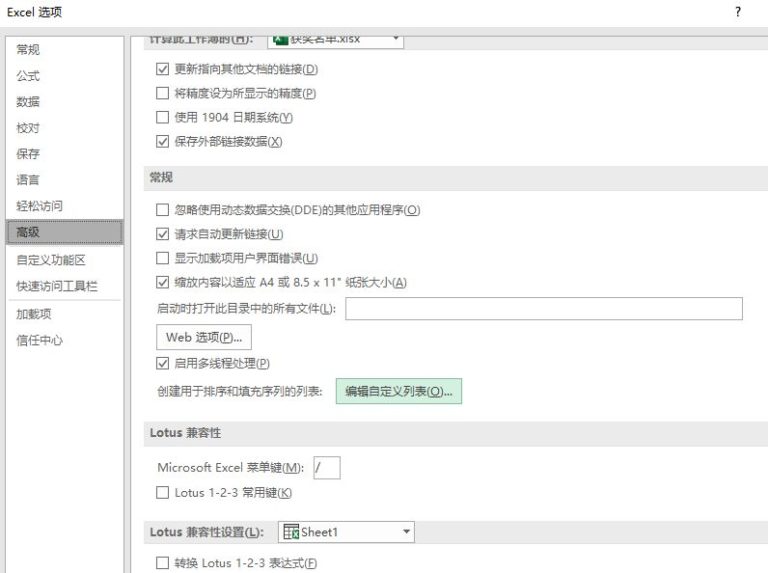 Excel 选项
?
常规
公式
数据
校对
保存
语言
轻松访问
高级
自定义功能区
快速访问工具栏
加载项
信任中心
计算此工作簿的(H): 获奖名单.xlsx
更新指向其他文档的链接(D)
将精度设为所显示的精度(P)
使用 1904 日期系统(Y)
保存外部链接数据(X)
常规
忽略使用动态数据交换(DDE)的其他应用程序(O)
请求自动更新链接(U)
显示加载项用户界面错误(U)
缩放内容以适应 A4 或 8.5 x 11" 纸张大小(A)
启动时打开此目录中的所有文件(L):
Web 选项(P)...
启用多线程处理(P)
创建用于排序和填充序列的列表: 编辑自定义列表(O)...
Lotus 兼容性
Microsoft Excel 菜单键(M): /
Lotus 1-2-3 常用键(K)
Lotus 兼容性设置(L): Sheet1
转换 Lotus 1-2-3 表达式(F)